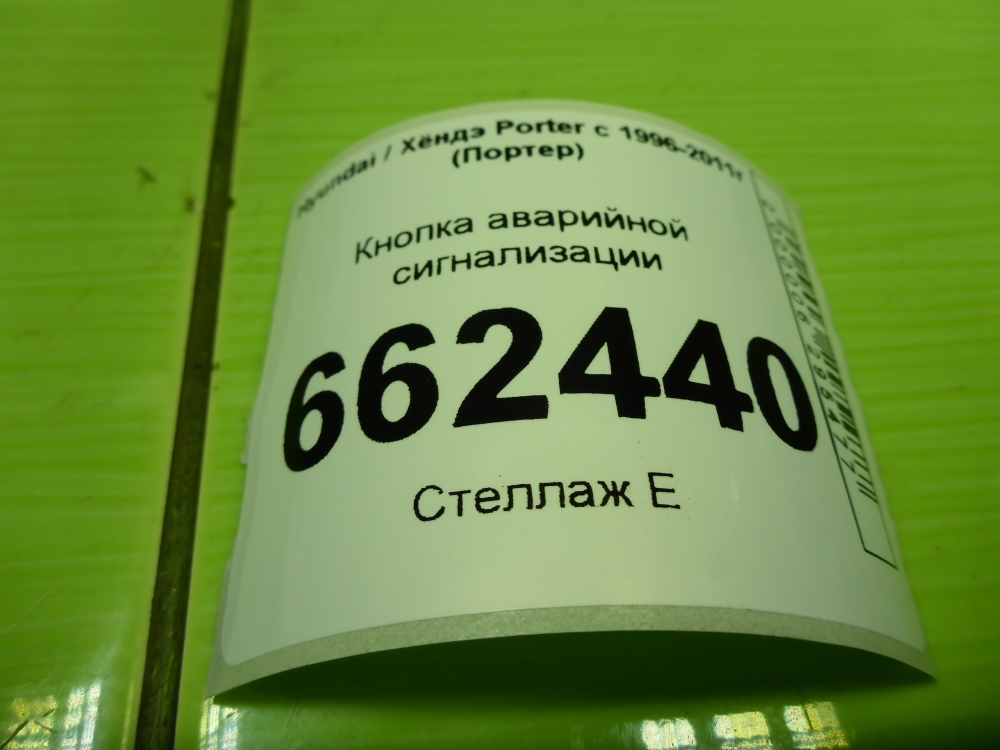 Hyundai / Хёндэ Porter с 1996-2011г
(Портер)
Кнопка аварийной
сигнализации
662440
Стеллаж Е